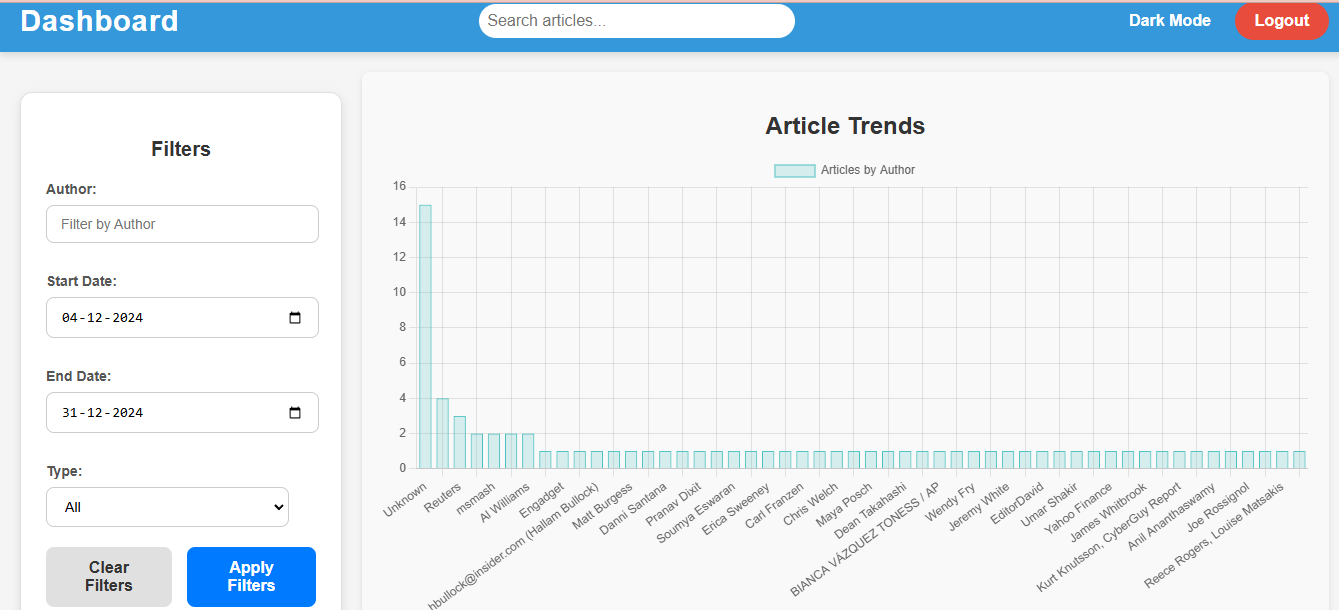 Dashboard
Search articles...
Dark Mode
Logout
Filters
Author:
Filter by Author
Start Date:
04-12-2024
End Date:
31-12-2024
Type:
All
Clear
Filters
Apply
Filters
Article Trends
Articles by Author
16
14
12
10
8
6
4
2
0
Unknown
Reuters
msmash
Al Williams
Engadget
hbullock@insider.com (Hallam Bullock)
Matt Burgess
Danni Santana
Pranav Dixit
Soumya Eswaran
Erica Sweeney
Carl Franzen
Chris Welch
Maya Posch
Dean Takahashi
BIANCA VÁZQUEZ TONESS / AP
Wendy Fry
Jeremy White
EditorDavid
Umar Shakir
Yahoo Finance
James Whitbrook
Kurt Knutsson, CyberGuy Report
Anil Ananthaswamy
Joe Rossignol
Reece Rogers, Louise Matsakis